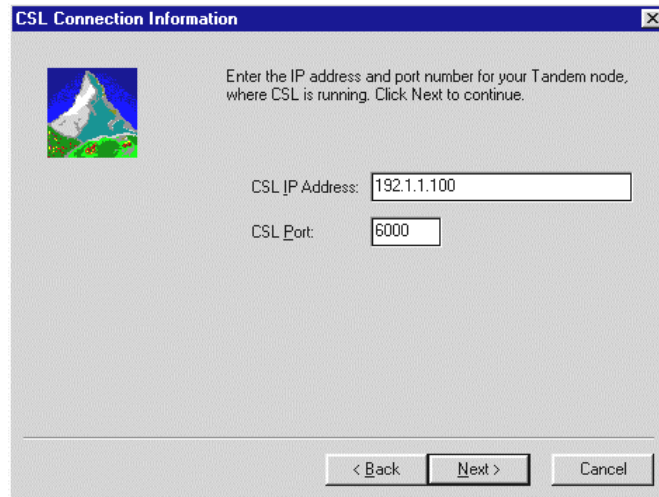 CSL Connection Information
Enter the IP address and port number for your Tandem node,
where CSL is running. Click Next to continue.
CSL IP Address: 192.1.1.100
CSL Port: 6000
< Back Next > Cancel